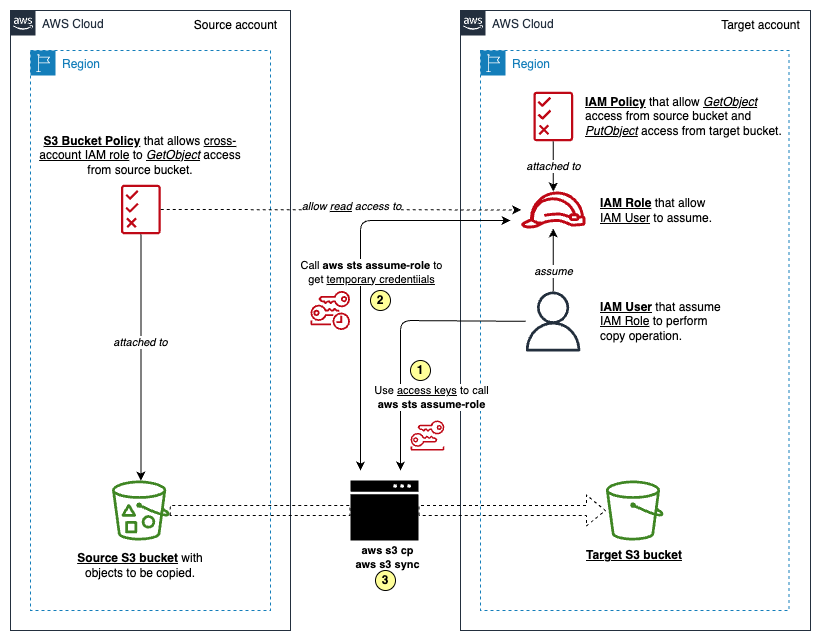 aws
AWS Cloud
Source account
Region
S3 Bucket Policy that allows cross-
account IAM role to GetObject access
from source bucket.
attached to
Source S3 bucket with
objects to be copied.
allow read access to
Call aws sts assume-role to
get temporary credentiials
2
1
Use access keys to call
aws sts assume-role
aws s3 cp
aws s3 sync
3
aws
AWS Cloud
Target account
Region
IAM Policy that allow GetObject
access from source bucket and
PutObject access from target bucket.
attached to
IAM Role that allow
IAM User to assume.
assume
IAM User that assume
IAM Role to perform
copy operation.
Target S3 bucket